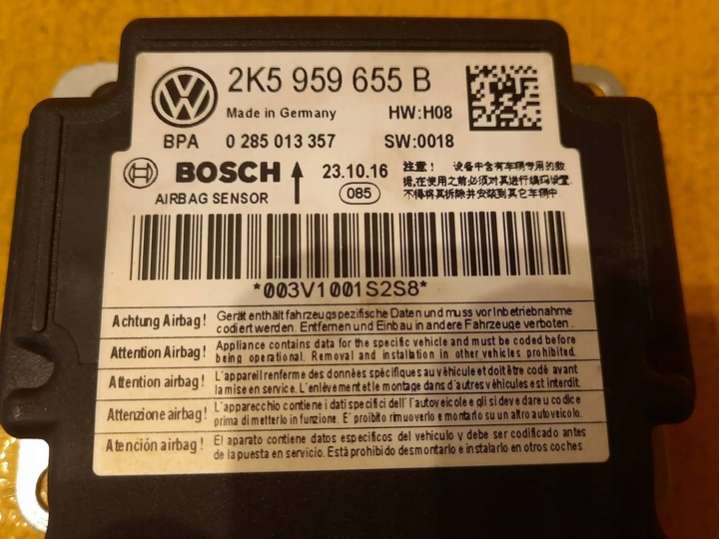 2K5 959 655 B
Made in Germany HW:H08
BPA 0 285 013 357 SW:0018
BOSCH 23.10.16
AIRBAG SENSOR 085
注意! 设备中含有车辆专用的数
据,在使用之前必须对其进行编码设置.
不得将其拆除并安装到其它车辆中
*003V1001S2S8*
Achtung Airbag! Gerät enthält fahrzeugspezifische Daten und muss vor Inbetriebnahme
codiert werden. Entfernen und Einbau in andere Fahrzeuge verboten.
Attention Airbag! Appliance contains data for the specific vehicle and must be coded before
being operational. Removal and installation in other vehicles prohibited.
Attention airbag! L'appareil renferme des données spécifiques au véhicule et doit être codé avant
la mise en service. L'enlèvement et le montage dans d'autres véhicules est interdit.
Attenzione airbag! L'apparecchio contiene i dati specifici dell' l'autoveicolo e gli si deve dare u codice
prima di metterlo in funzione. E' proibito rimuoverlo e montarlo su un altro autoveicolo.
Atención airbag! El aparato contiene datos específicos del vehículo y debe ser codificado antes
de la puesta en servicio. Está prohibido desmontarlo e instalarlo en otros coches